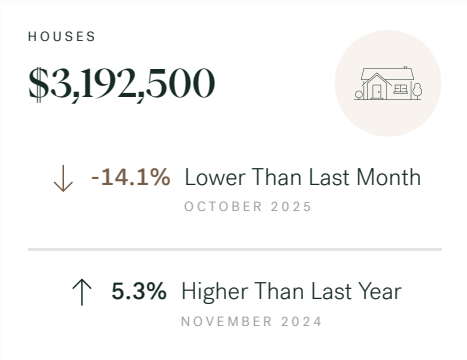 HOUSES
$3,192,500
-14.1% Lower Than Last Month
OCTOBER 2025
5.3% Higher Than Last Year
NOVEMBER 2024